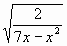 √(2/(7x − x²))